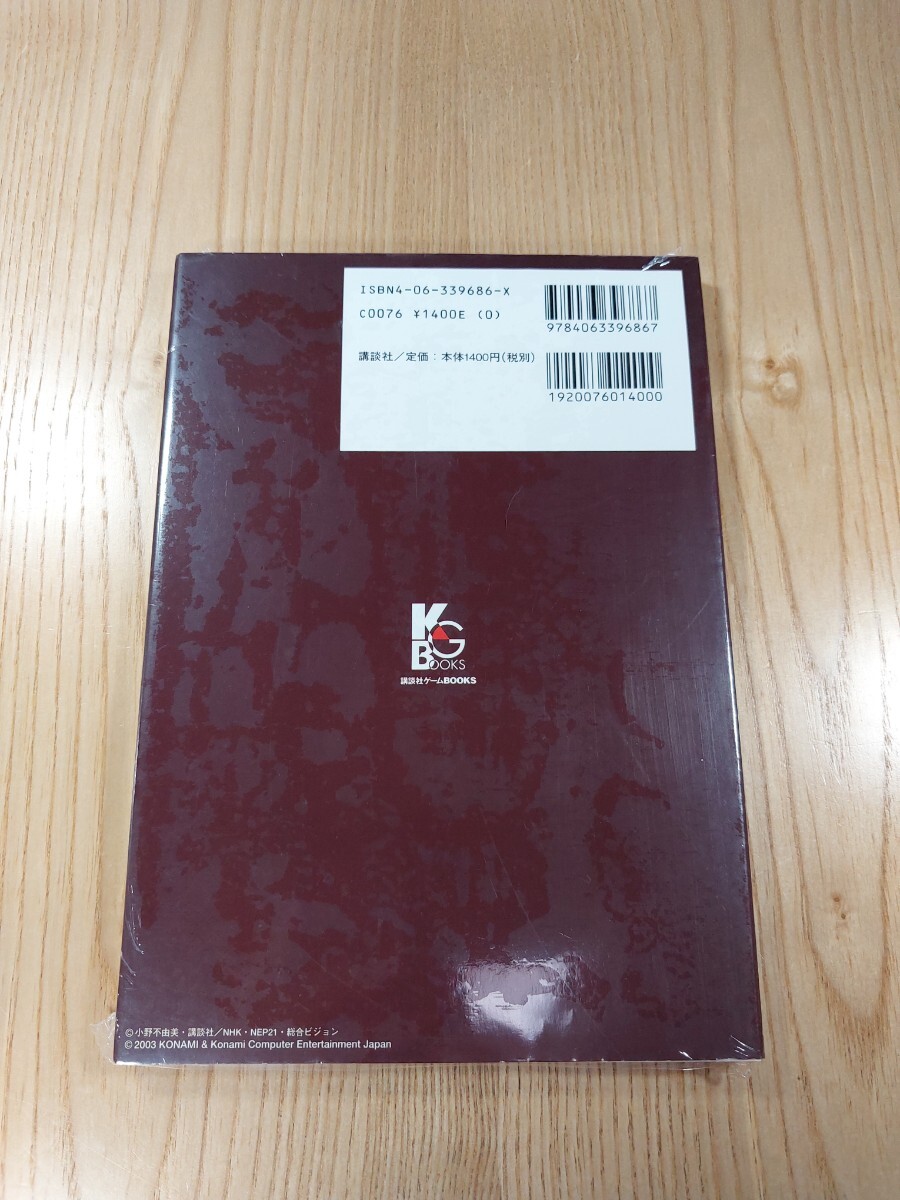 ISBN4-06-339686-X
C0076 ¥1400E (0)
講談社／定価：本体1400円(税別)
9784063396867
1920076014000
KG
BOOKS
講談社ゲームBOOKS
©小野不由美・講談社／NHK・NEP21・総合ビジョン
© 2003 KONAMI & Konami Computer Entertainment Japan